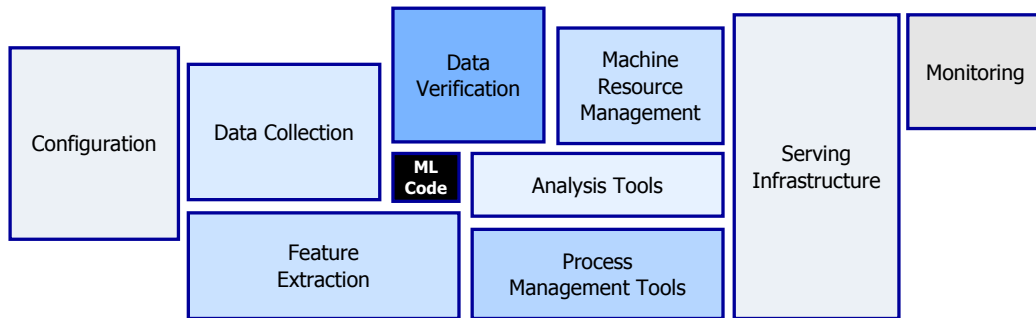 Configuration
Data Collection
Data
Verification
Machine
Resource
Management
Monitoring
ML
Code
Analysis Tools
Serving
Infrastructure
Feature
Extraction
Process
Management Tools